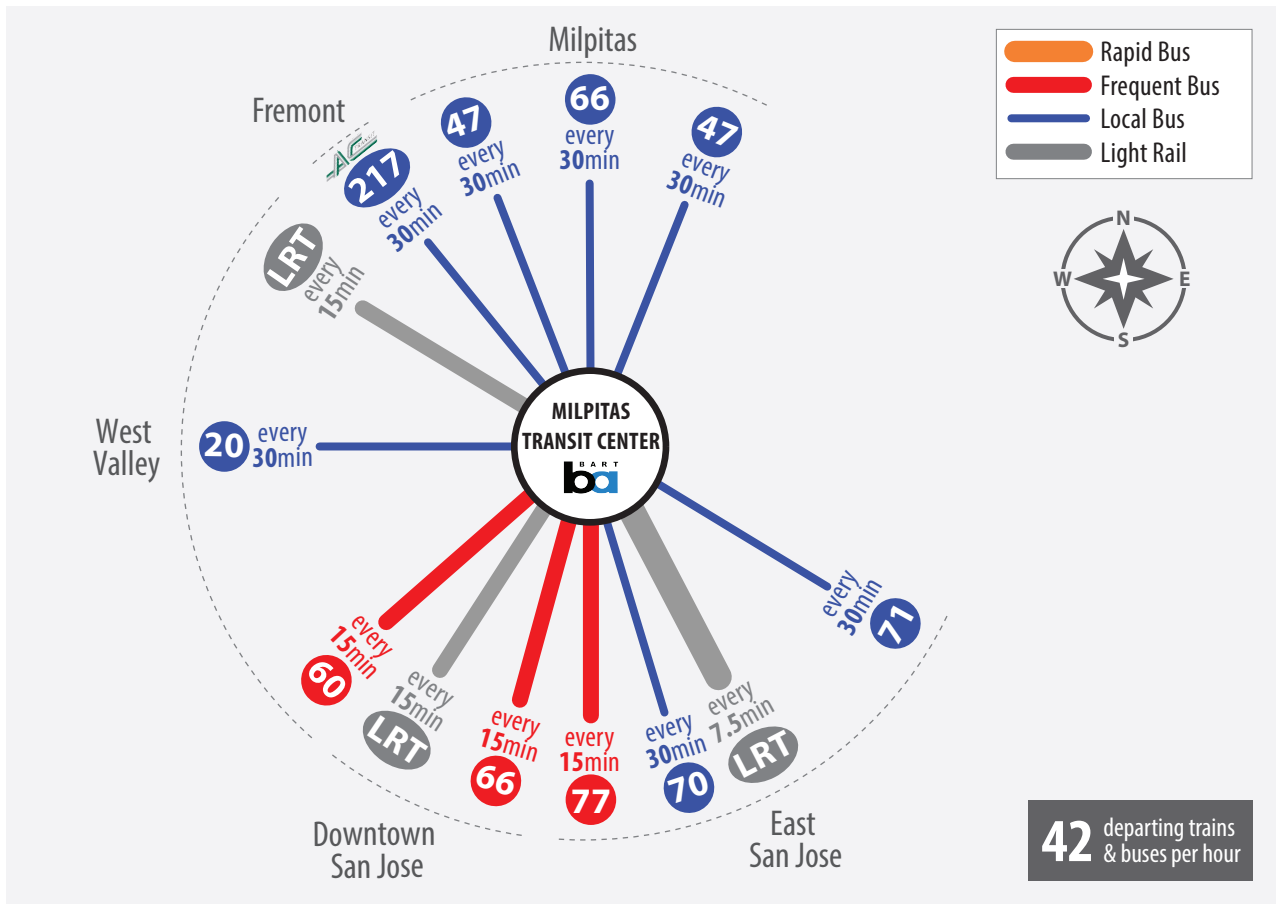 Milpitas
Fremont
AC
217
every
30min
47
every
30min
66
every
30min
47
every
30min
Rapid Bus
Frequent Bus
Local Bus
Light Rail
N
W
E
S
LRT
every
15min
West
Valley
20
every
30min
MILPITAS
TRANSIT CENTER
BART
ba
every
30min
71
every
15min
60
every
15min
LRT
every
15min
66
every
15min
77
every
30min
70
every
7.5min
LRT
Downtown
San Jose
East
San Jose
42 departing trains
& buses per hour